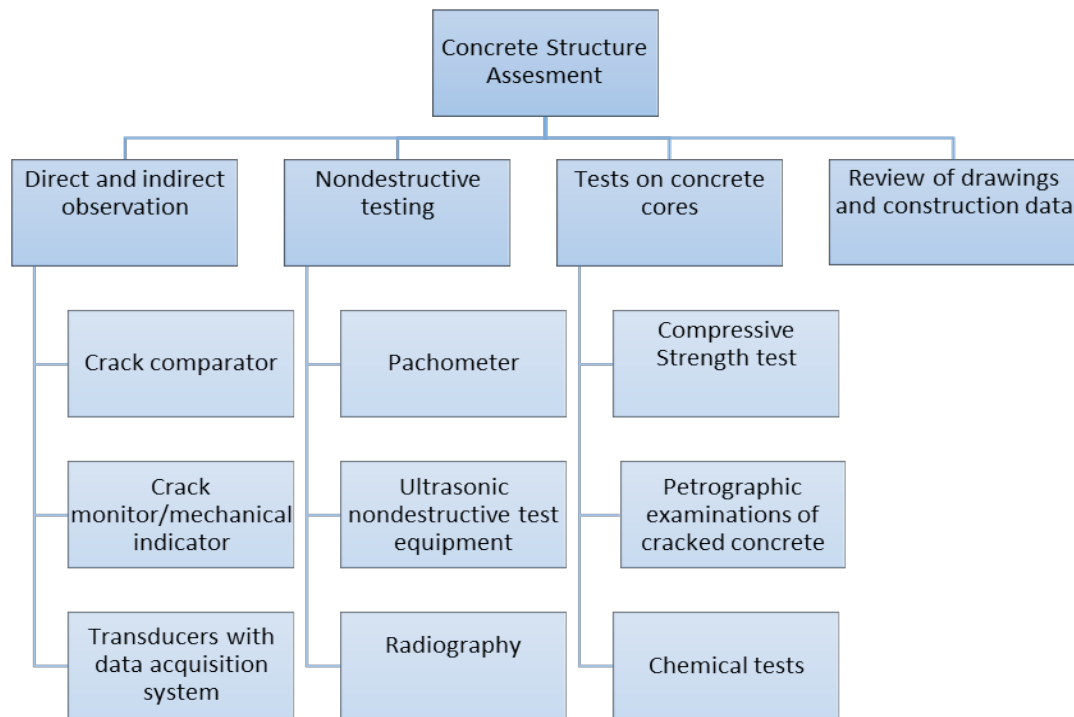 Concrete Structure
Assesment
Direct and indirect
observation
Nondestructive
testing
Tests on concrete
cores
Review of drawings
and construction data
Crack comparator
Pachometer
Compressive
Strength test
Crack
monitor/mechanical
indicator
Ultrasonic
nondestructive test
equipment
Petrographic
examinations of
cracked concrete
Transducers with
data acquisition
system
Radiography
Chemical tests